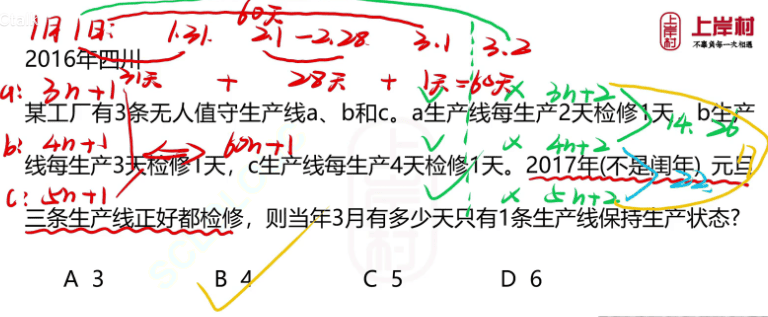 60天
1月1日: 1.31. 2.1-2.28. 3.1 3.2
上岸村
不辜负每一次相遇
2016年四川
31天 + 28天 + 1天=60天
a: 3n+1 × 3n+2
某工厂有3条无人值守生产线a、b和c。a生产线每生产2天检修1天，b生产
14. 26
b: 4n+1 60n+1 × 4n+2
线每生产3天检修1天，c生产线每生产4天检修1天。2017年(不是闰年) 元旦
c: 5n+1 × 5n+2 22
三条生产线正好都检修，则当年3月有多少天只有1条生产线保持生产状态?
A 3 B 4 C 5 D 6